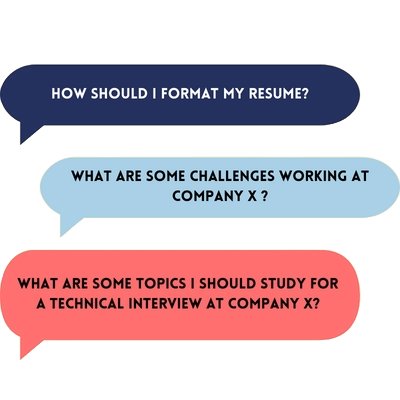 HOW SHOULD I FORMAT MY RESUME?
WHAT ARE SOME CHALLENGES WORKING AT
COMPANY X ?
WHAT ARE SOME TOPICS I SHOULD STUDY FOR
A TECHNICAL INTERVIEW AT COMPANY X?